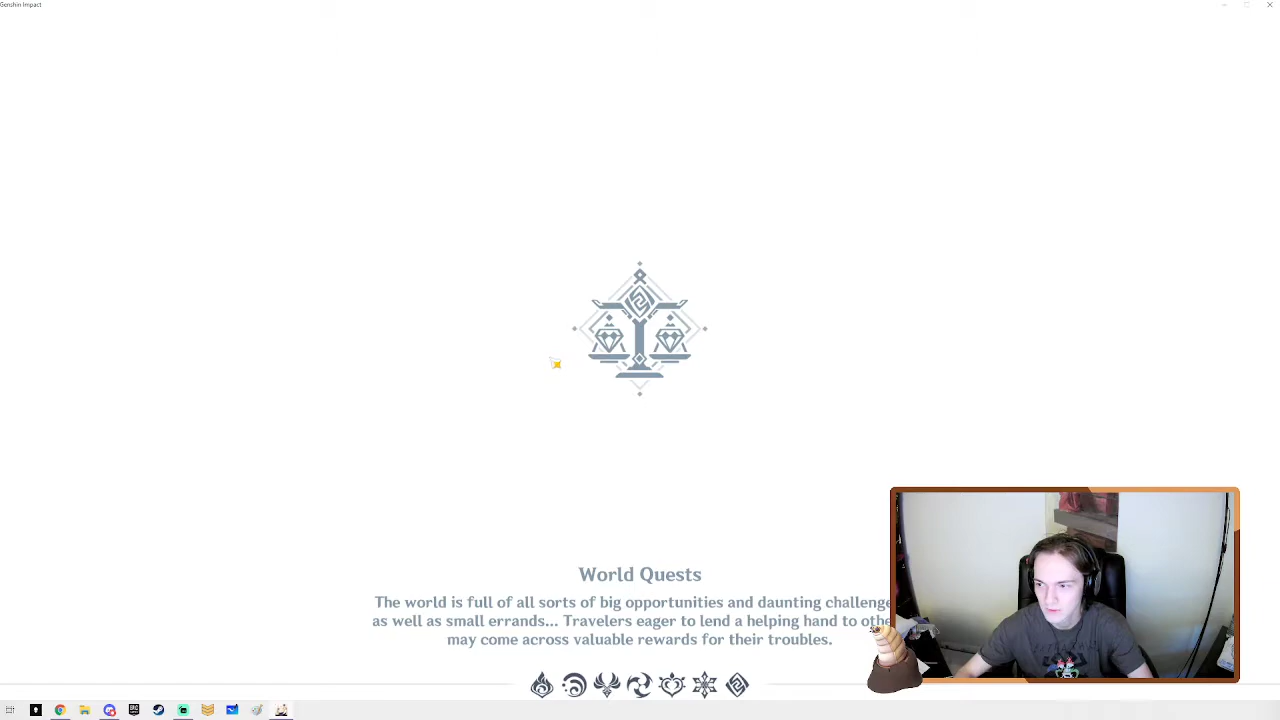 Genshin Impact
World Quests
The world is full of all sorts of big opportunities and daunting challenge
as well as small errands... Travelers eager to lend a helping hand to othe
may come across valuable rewards for their troubles.